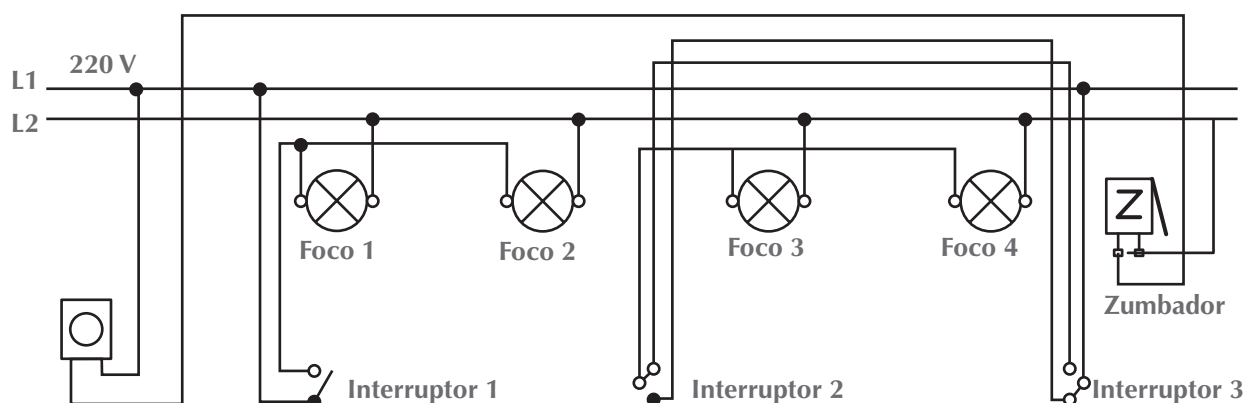 220 V
L1
L2
Foco 1
Foco 2
Foco 3
Foco 4
Z
Zumbador
Interruptor 1
Interruptor 2
Interruptor 3